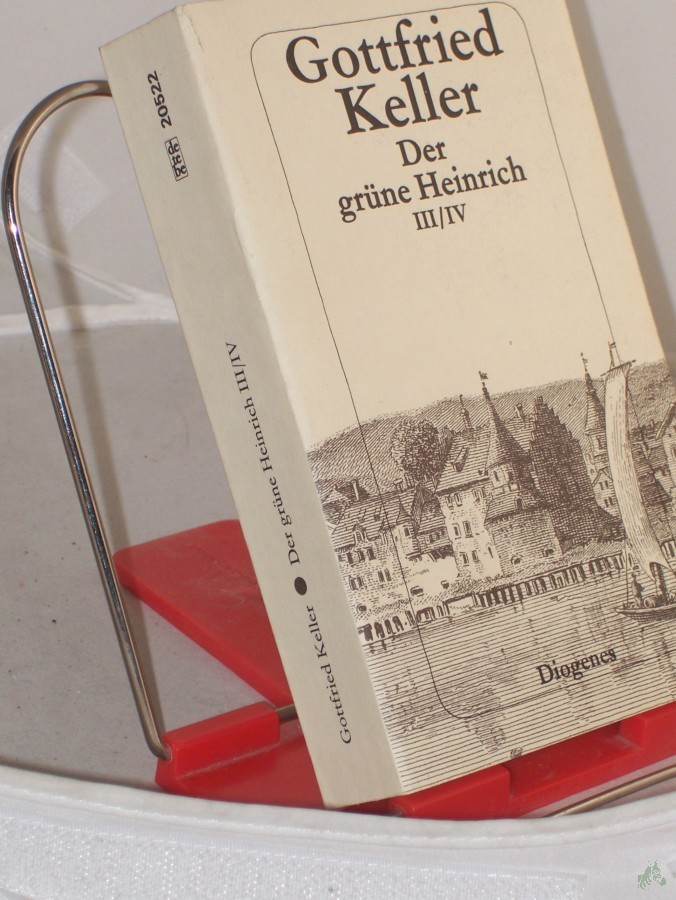 Gottfried
Keller
Der
grüne Heinrich
III/IV
Diogenes
Gottfried Keller ● Der grüne Heinrich III/IV
20522